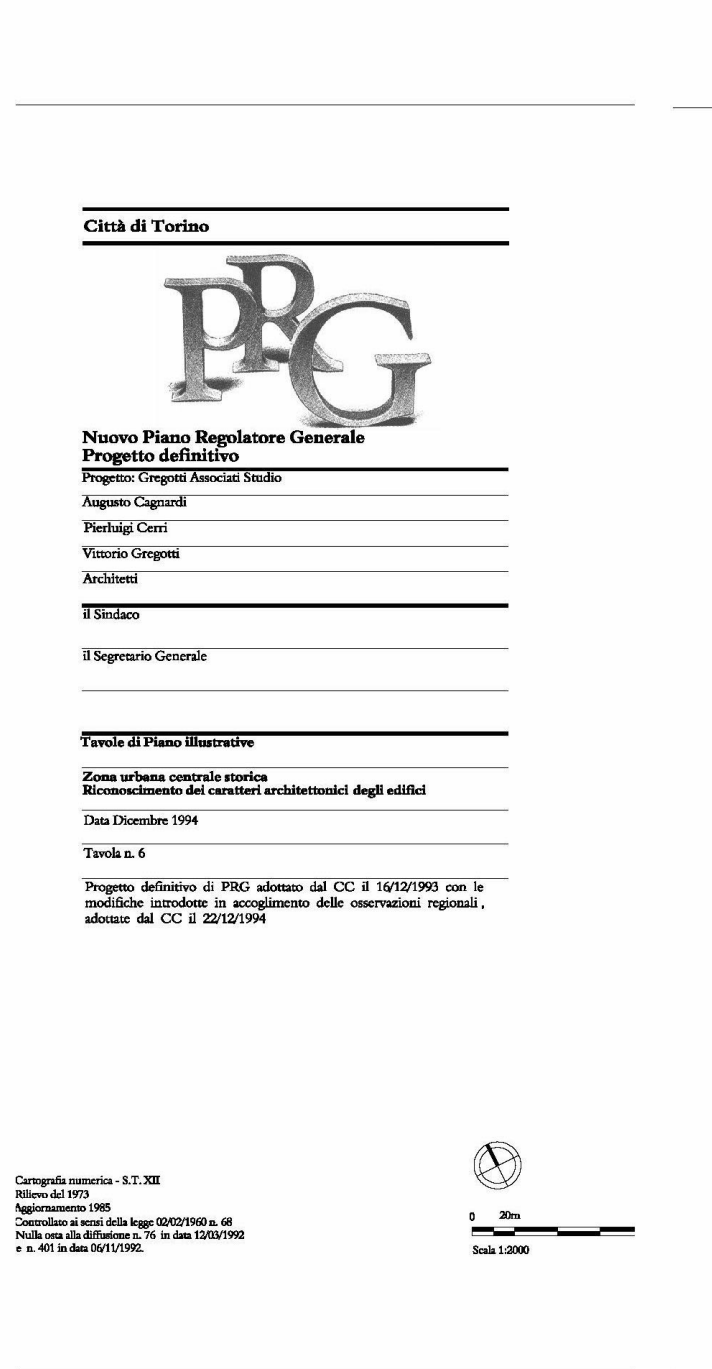 Città di Torino
PRG
Nuovo Piano Regolatore Generale
Progetto definitivo
Progetto: Gregotti Associati Studio
Augusto Cagnardi
Pierluigi Cerri
Vittorio Gregotti
Architetti
il Sindaco
il Segretario Generale
Tavole di Piano illustrative
Zona urbana centrale storica
Riconoscimento dei caratteri architettonici degli edifici
Data Dicembre 1994
Tavola n. 6
Progetto definitivo di PRG adottato dal CC il 16/12/1993 con le
modifiche introdotte in accoglimento delle osservazioni regionali ,
adottate dal CC il 22/12/1994
Cartografia numerica - S.T. XII
Rilievo del 1973
Aggiornamento 1985
Controllato ai sensi della legge 02/02/1960 n. 68
Nulla osta alla diffusione n. 76 in data 12/03/1992
e n. 401 in data 06/11/1992.
0 20m
Scala 1:2000